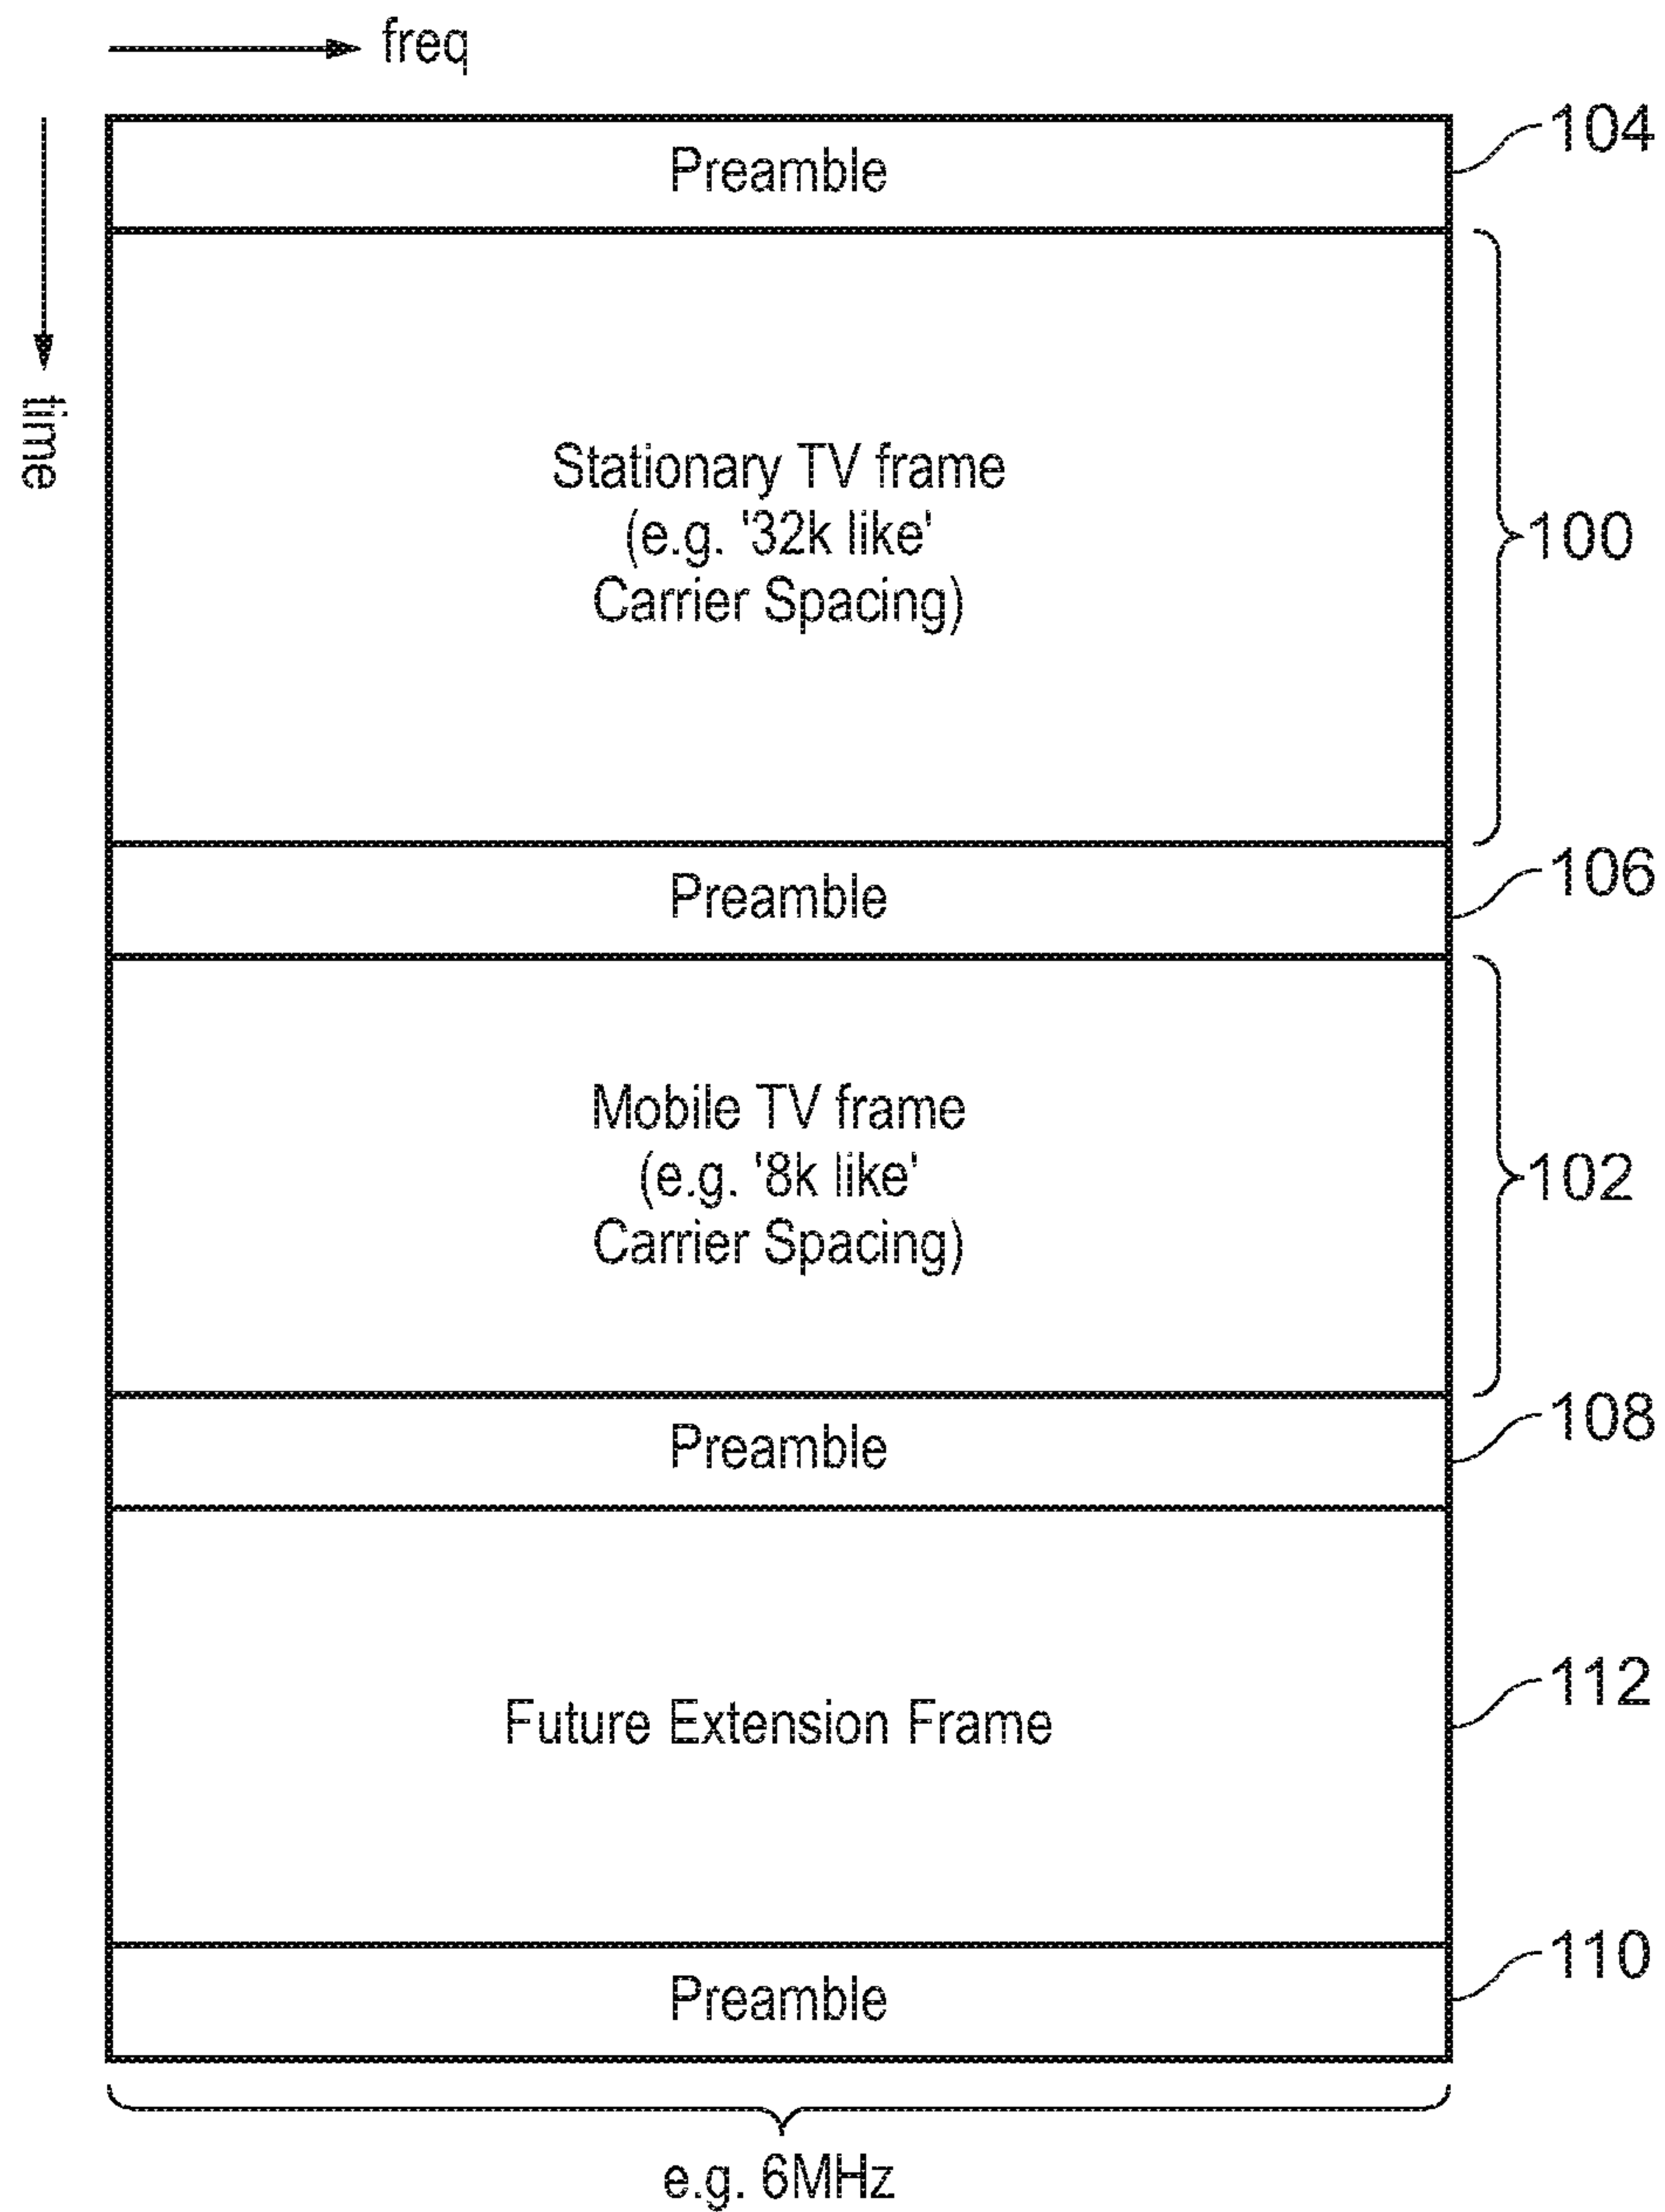 freq
time
Preamble
104
Stationary TV frame
(e.g. '32k like'
Carrier Spacing)
100
Preamble
106
Mobile TV frame
(e.g. '8k like'
Carrier Spacing)
102
Preamble
108
Future Extension Frame
112
Preamble
110
e.g. 6MHz